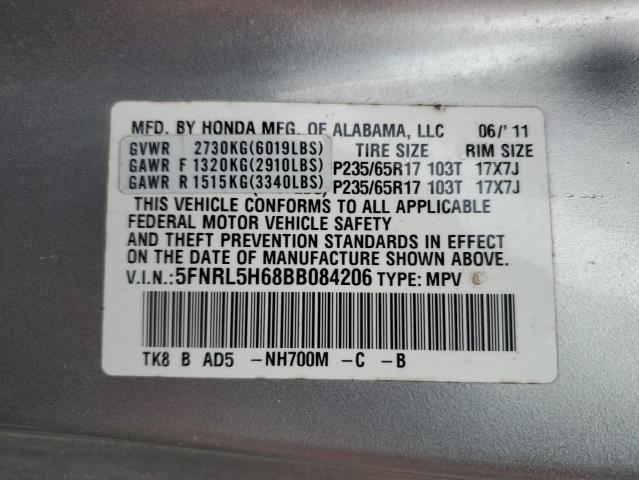 MFD. BY HONDA MFG. OF ALABAMA, LLC 06/'11
GVWR 2730KG(6019LBS) TIRE SIZE RIM SIZE
GAWR F 1320KG(2910LBS) P235/65R17 103T 17X7J
GAWR R 1515KG(3340LBS) P235/65R17 103T 17X7J
THIS VEHICLE CONFORMS TO ALL APPLICABLE
FEDERAL MOTOR VEHICLE SAFETY
AND THEFT PREVENTION STANDARDS IN EFFECT
ON THE DATE OF MANUFACTURE SHOWN ABOVE.
V.I.N.:5FNRL5H68BB084206 TYPE: MPV
TK8 B AD5 -NH700M -C -B